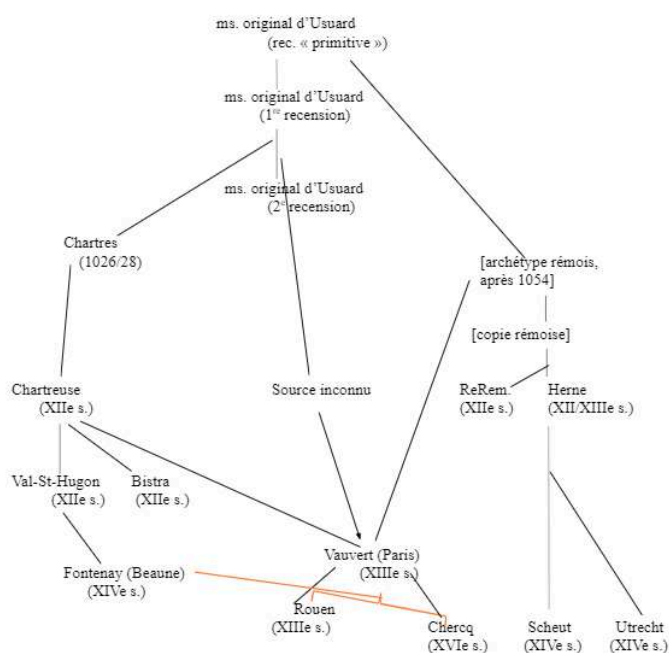 ms. original d’Usuard
(rec. « primitive »)
ms. original d’Usuard
(1re recension)
ms. original d’Usuard
(2e recension)
Chartres
(1026/28)
[archétype rémois,
après 1054]
[copie rémoise]
Chartreuse
(XIIe s.)
Source inconnu
ReRem.
(XIIe s.)
Herne
(XII/XIIIe s.)
Val-St-Hugon
(XIIe s.)
Bistra
(XIIe s.)
Vauvert (Paris)
(XIIIe s.)
Fontenay (Beaune)
(XIVe s.)
Rouen
(XIIIe s.)
Chercq
(XVIe s.)
Scheut
(XIVe s.)
Utrecht
(XIVe s.)